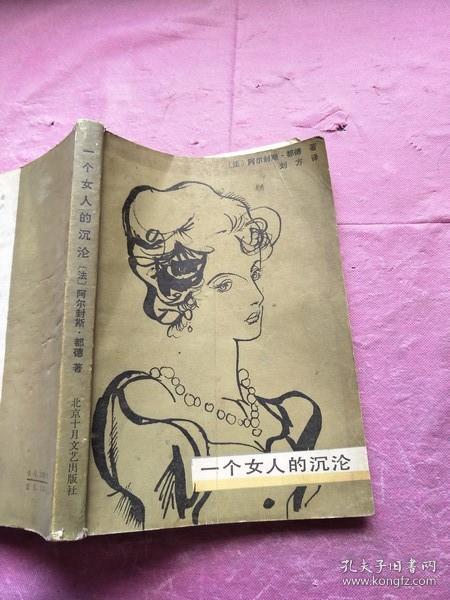 〔法〕阿尔封斯·都德 著
刘方 译
一个女人的沉沦
一个女人的沉沦 〔法〕阿尔封斯·都德 著 北京十月文艺出版社
孔夫子旧书网
www.kongfz.com